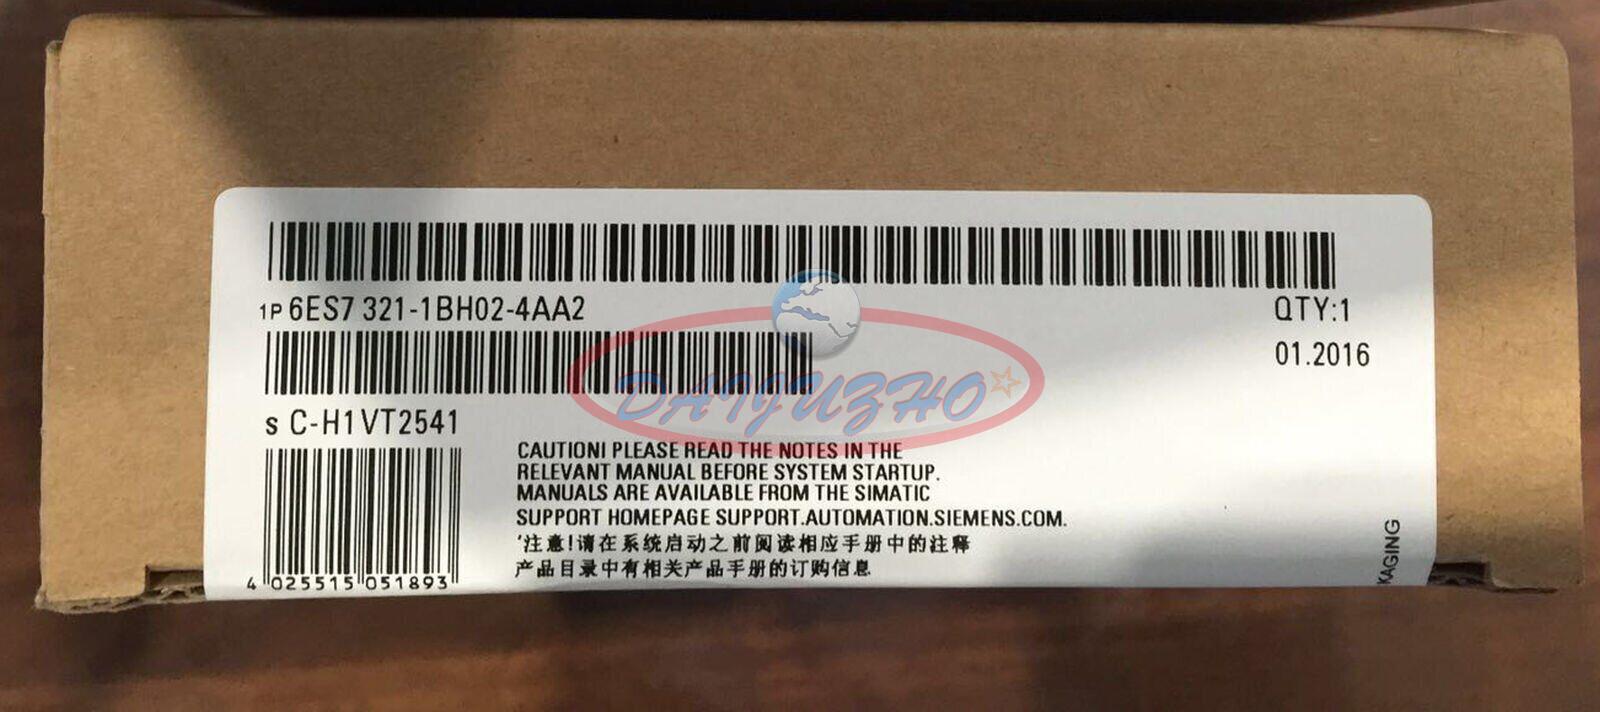 1P 6ES7 321-1BH02-4AA2
QTY:1
01.2016
S C-H1VT2541
DAIJUZHO
CAUTION! PLEASE READ THE NOTES IN THE
RELEVANT MANUAL BEFORE SYSTEM STARTUP.
MANUALS ARE AVAILABLE FROM THE SIMATIC
SUPPORT HOMEPAGE SUPPORT.AUTOMATION.SIEMENS.COM.
'注意!请在系统启动之前阅读相应手册中的注释
产品目录中有相关产品手册的订购信息
4 025515 051893
KAGING